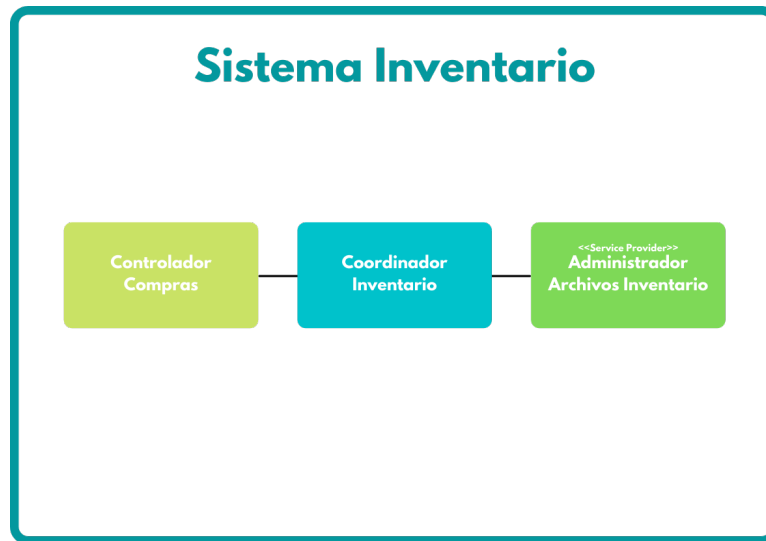 Sistema Inventario
Controlador
Compras
Coordinador
Inventario
<<Service Provider>>
Administrador
Archivos Inventario